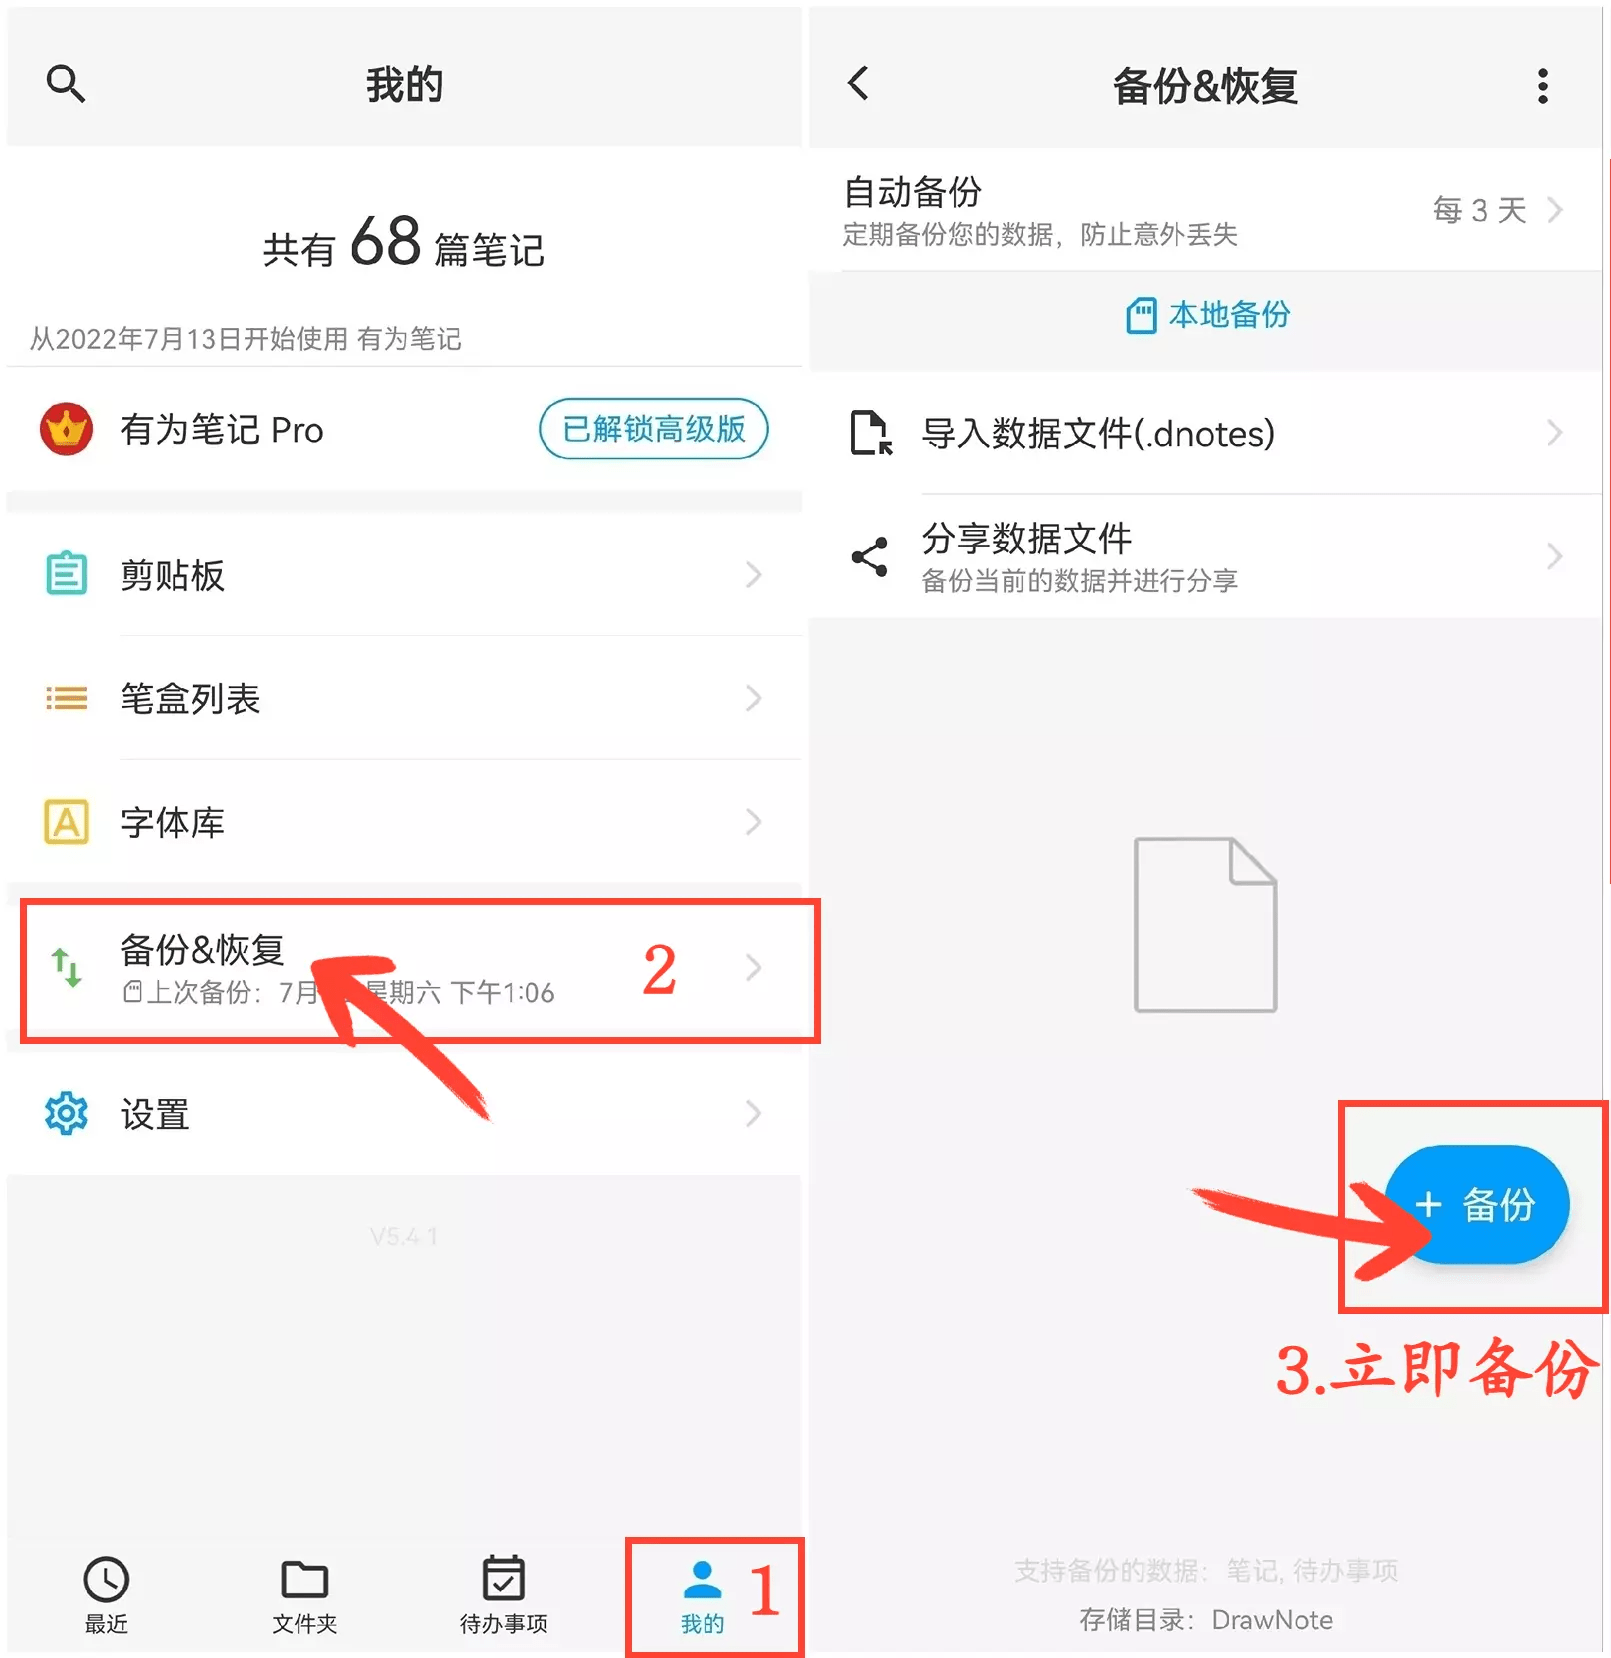 我的
共有 68 篇笔记
从2022年7月13日开始使用 有为笔记
有为笔记 Pro
已解锁高级版
剪贴板
笔盒列表
字体库
备份&恢复
上次备份：7月 星期六 下午1:06
2
设置
V5.4.1
最近
文件夹
待办事项
我的
1
备份&恢复
自动备份
定期备份您的数据，防止意外丢失
每 3 天
本地备份
导入数据文件(.dnotes)
分享数据文件
备份当前的数据并进行分享
+ 备份
3.立即备份
支持备份的数据：笔记, 待办事项
存储目录：DrawNote